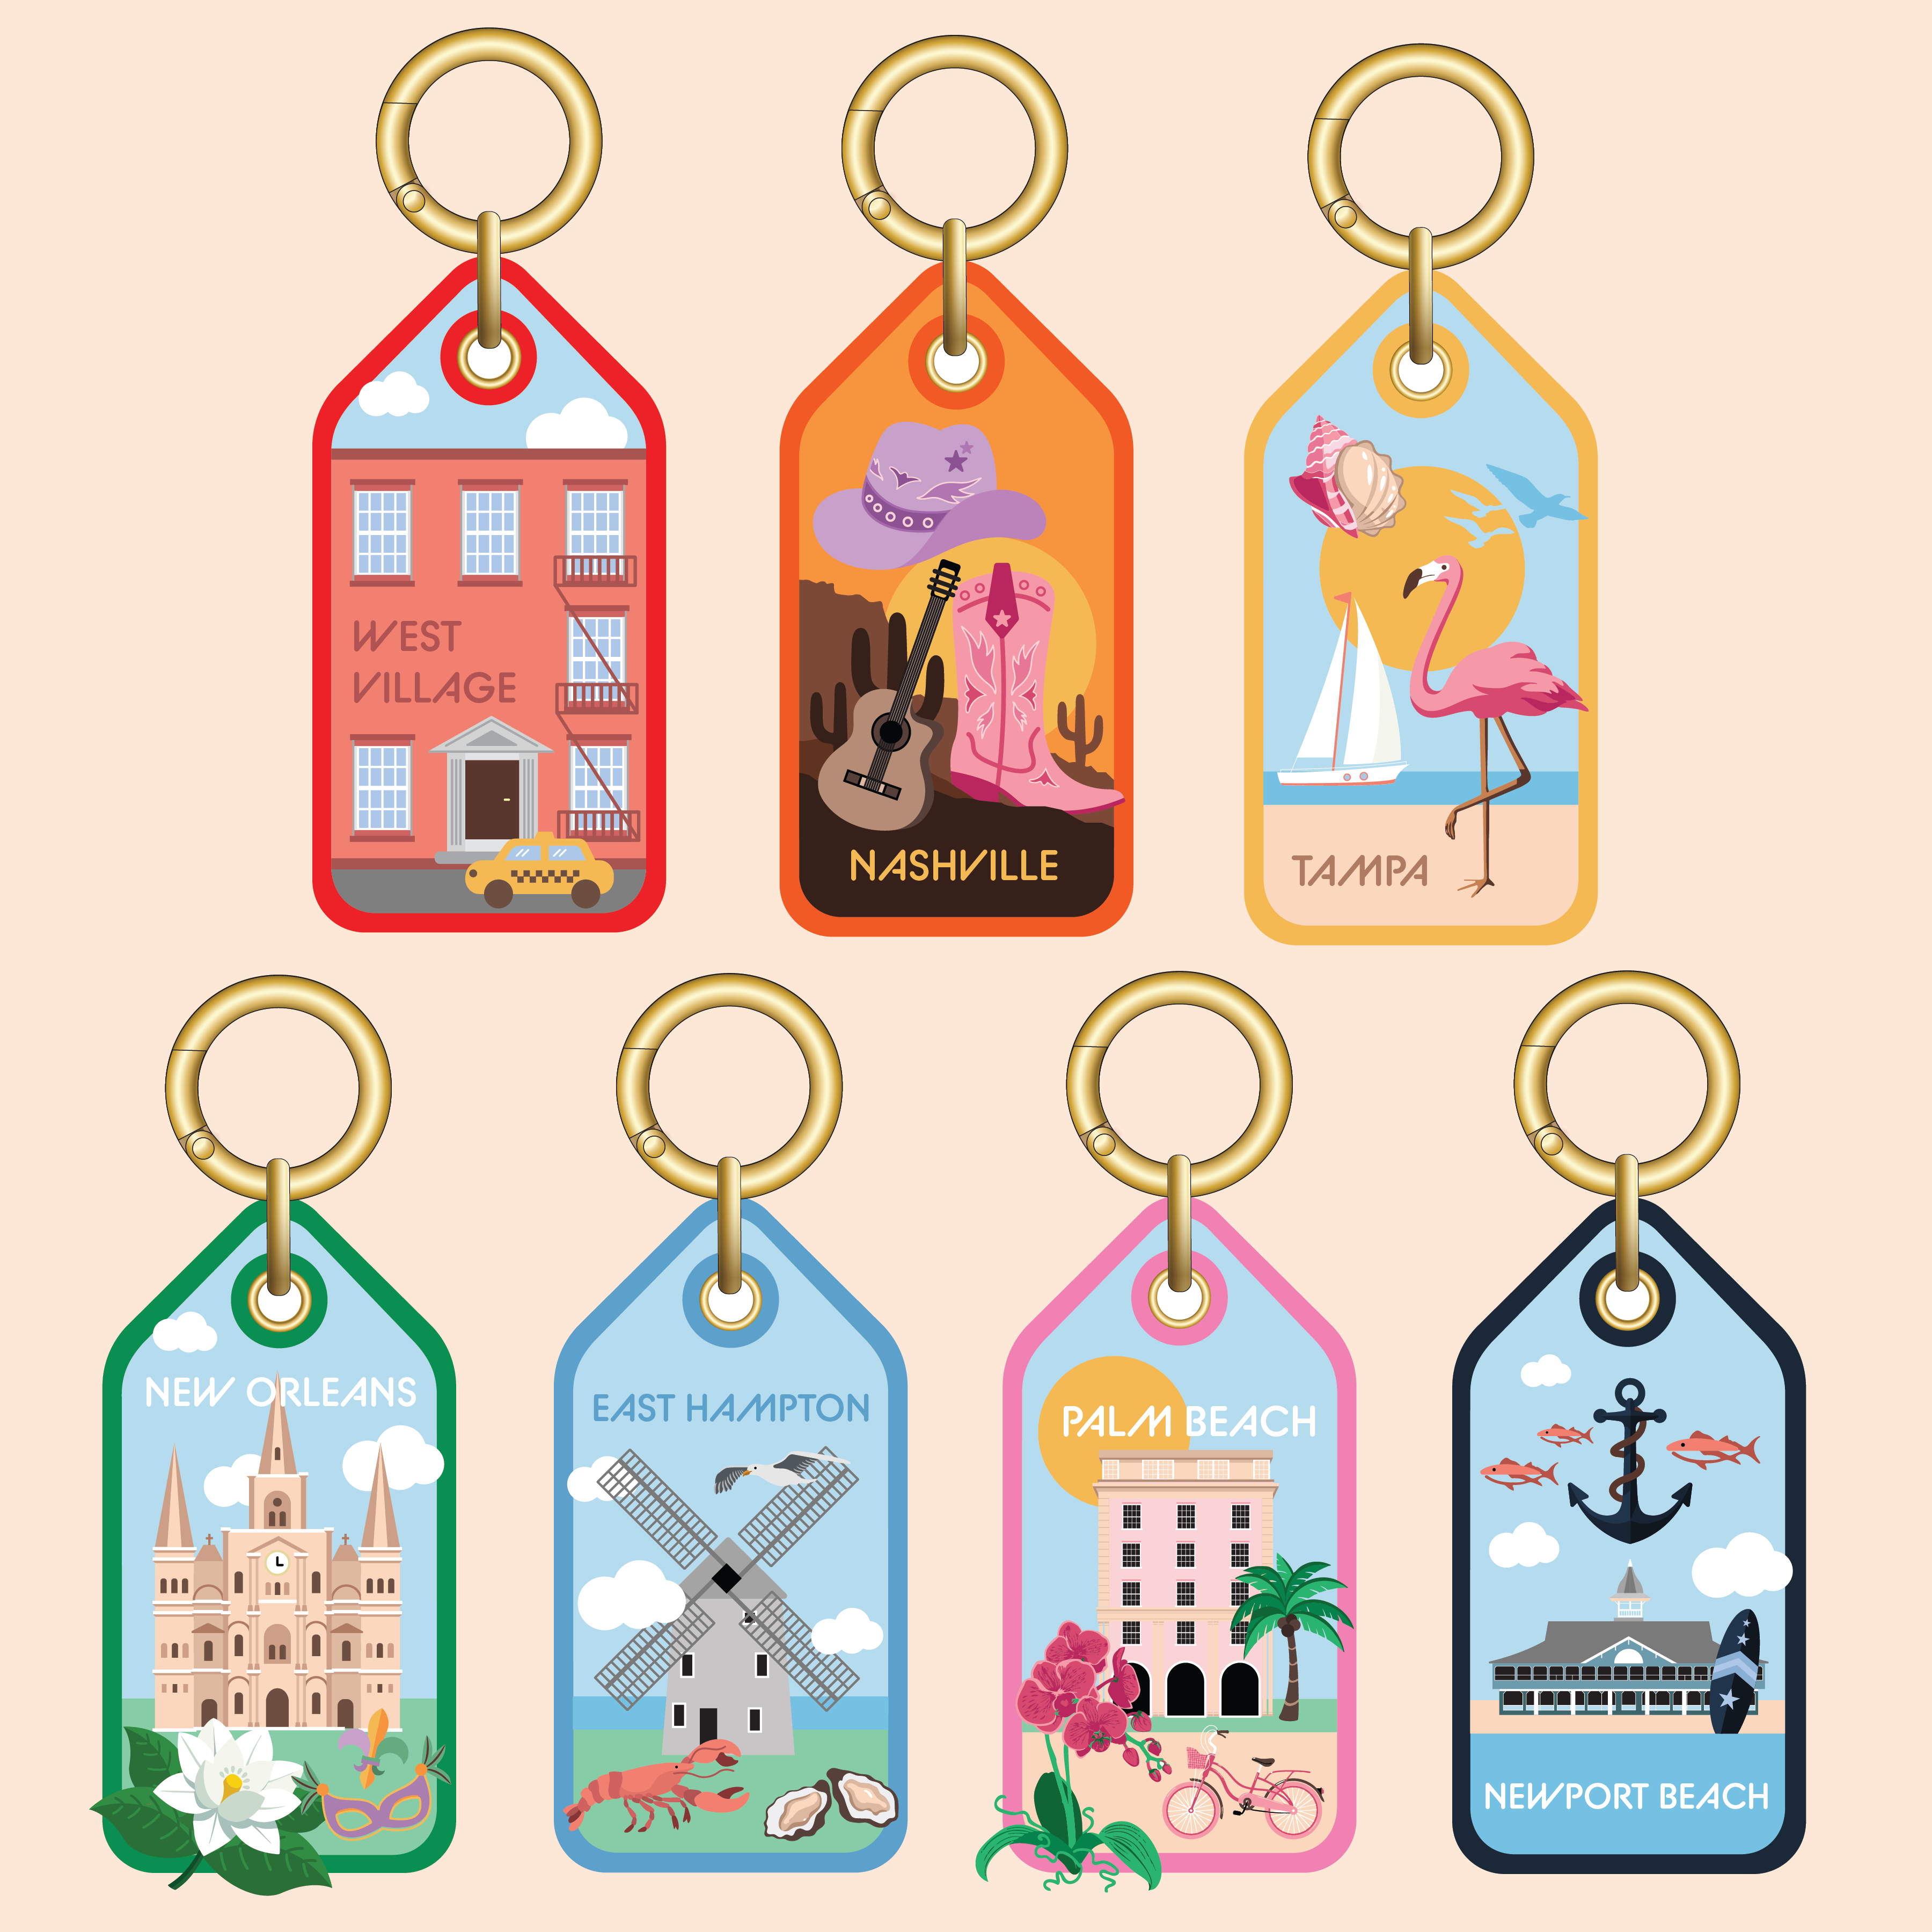 WEST
VILLAGE
NASHVILLE
TAMPA
NEW ORLEANS
EAST HAMPTON
PALM BEACH
NEWPORT BEACH